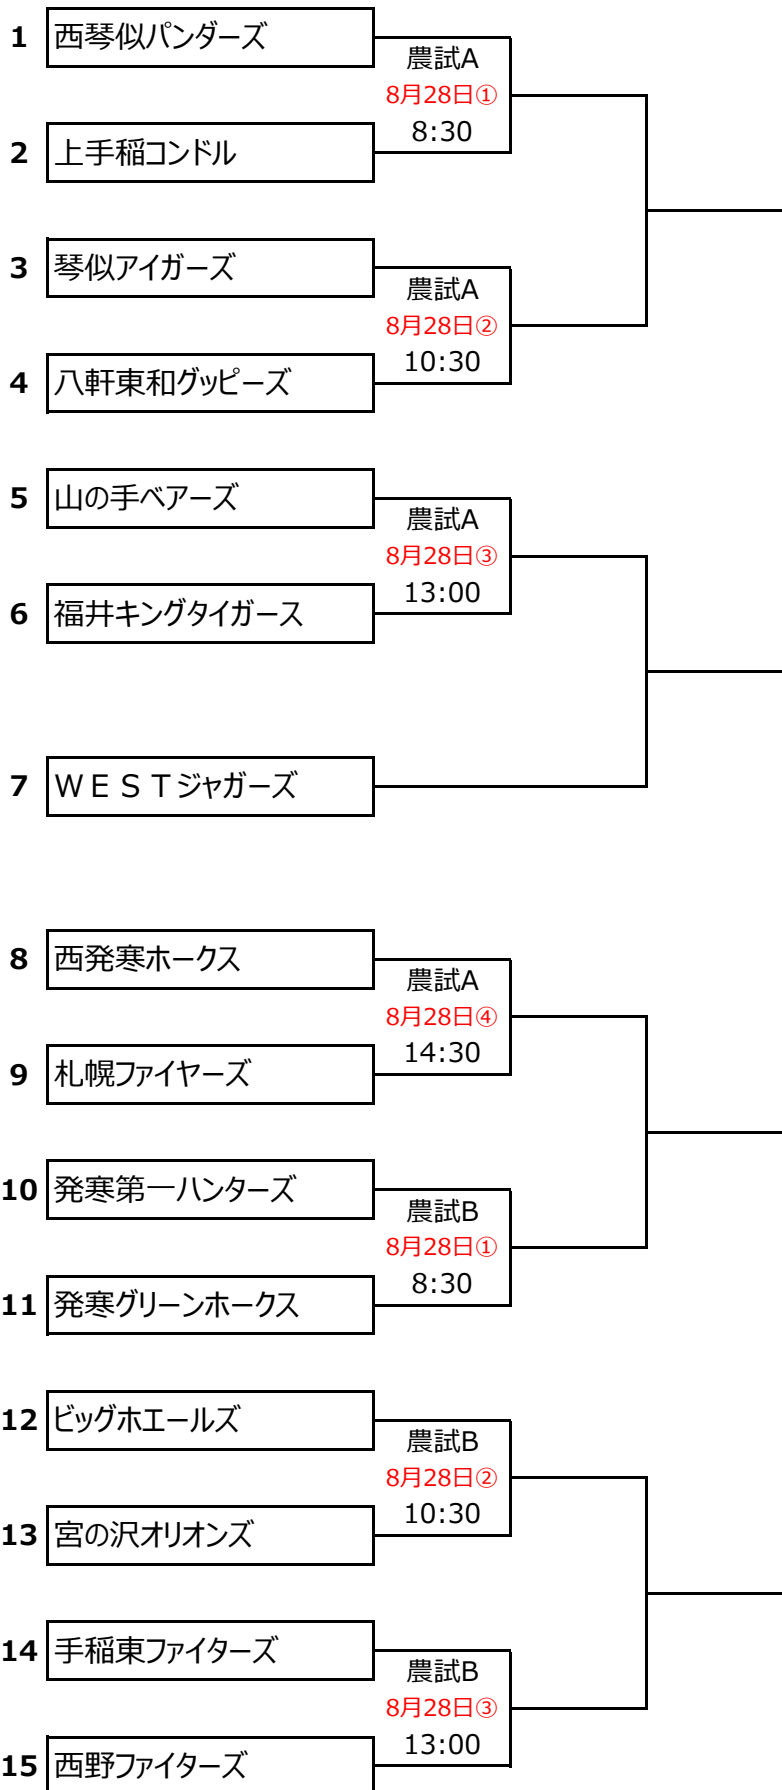 1 西琴似パンダーズ
農試A
8月28日①
8:30
2 上手稲コンドル
3 琴似アイガーズ
農試A
8月28日②
10:30
4 八軒東和グッピーズ
5 山の手ベアーズ
農試A
8月28日③
13:00
6 福井キングタイガース
7 ＷＥＳＴジャガーズ
8 西発寒ホークス
農試A
8月28日④
14:30
9 札幌ファイヤーズ
10 発寒第一ハンターズ
農試B
8月28日①
8:30
11 発寒グリーンホークス
12 ビッグホエールズ
農試B
8月28日②
10:30
13 宮の沢オリオンズ
14 手稲東ファイターズ
農試B
8月28日③
13:00
15 西野ファイターズ